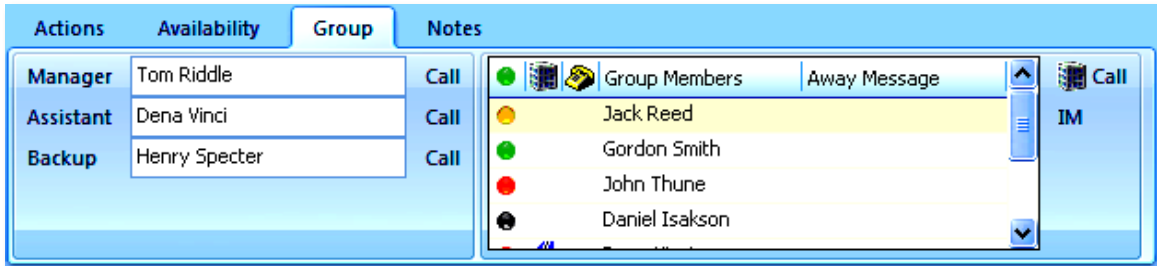 Actions Availability Group Notes
Manager Tom Riddle Call
Assistant Dena Vinci Call
Backup Henry Specter Call
Group Members Away Message
Jack Reed
Gordon Smith
John Thune
Daniel Isakson
Call
IM